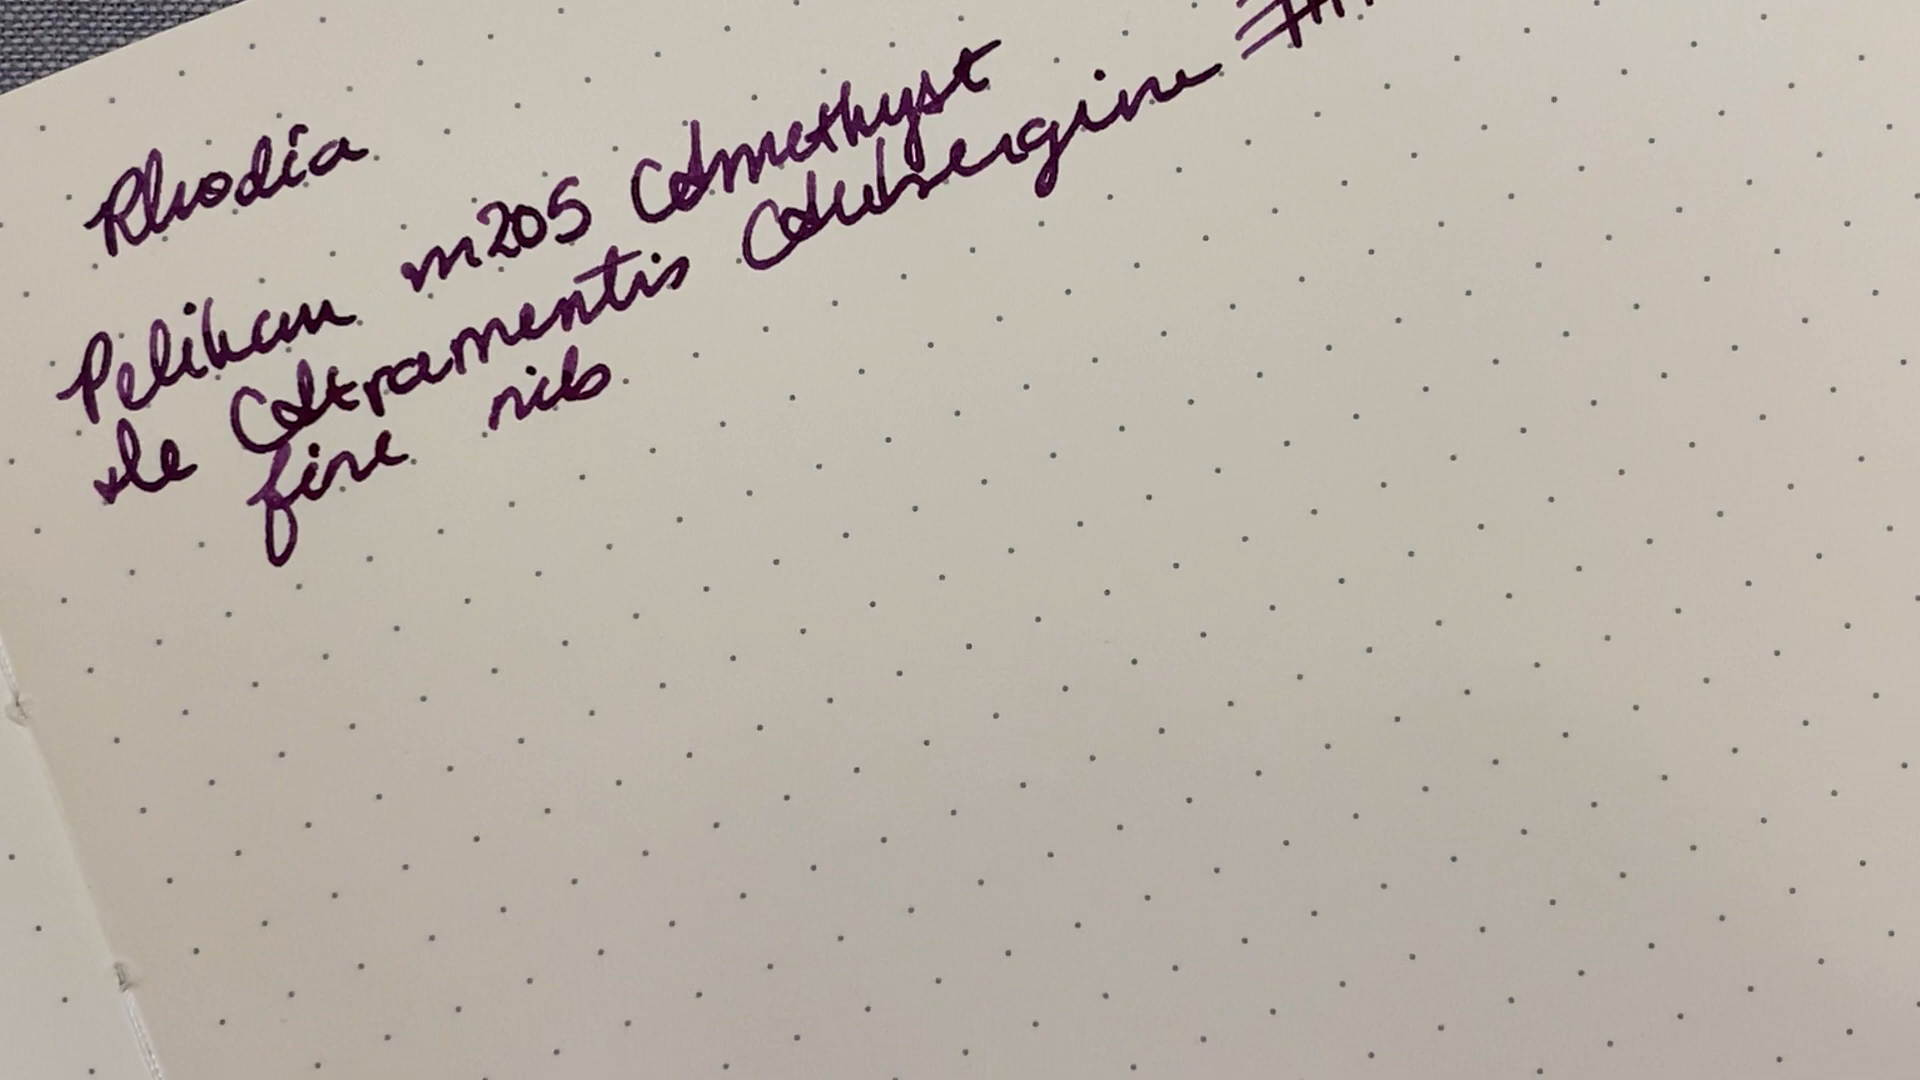 Rhodia
Pelikan m205 Amethyst
de Atramentis Aubergine
fine nib